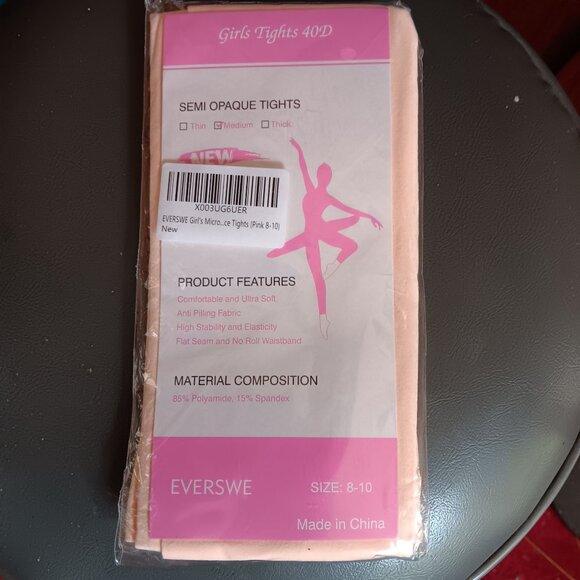 Girls Tights 40D
SEMI OPAQUE TIGHTS
Thin Medium Thick
NEW
X003UG6UER
EVERSWE Girl's Micro...ce Tights (Pink 8-10)
New
PRODUCT FEATURES
Comfortable and Ultra Soft
Anti Pilling Fabric
High Stability and Elasticity
Flat Seam and No Roll Waistband
MATERIAL COMPOSITION
85% Polyamide, 15% Spandex
EVERSWE
SIZE: 8-10
Made in China